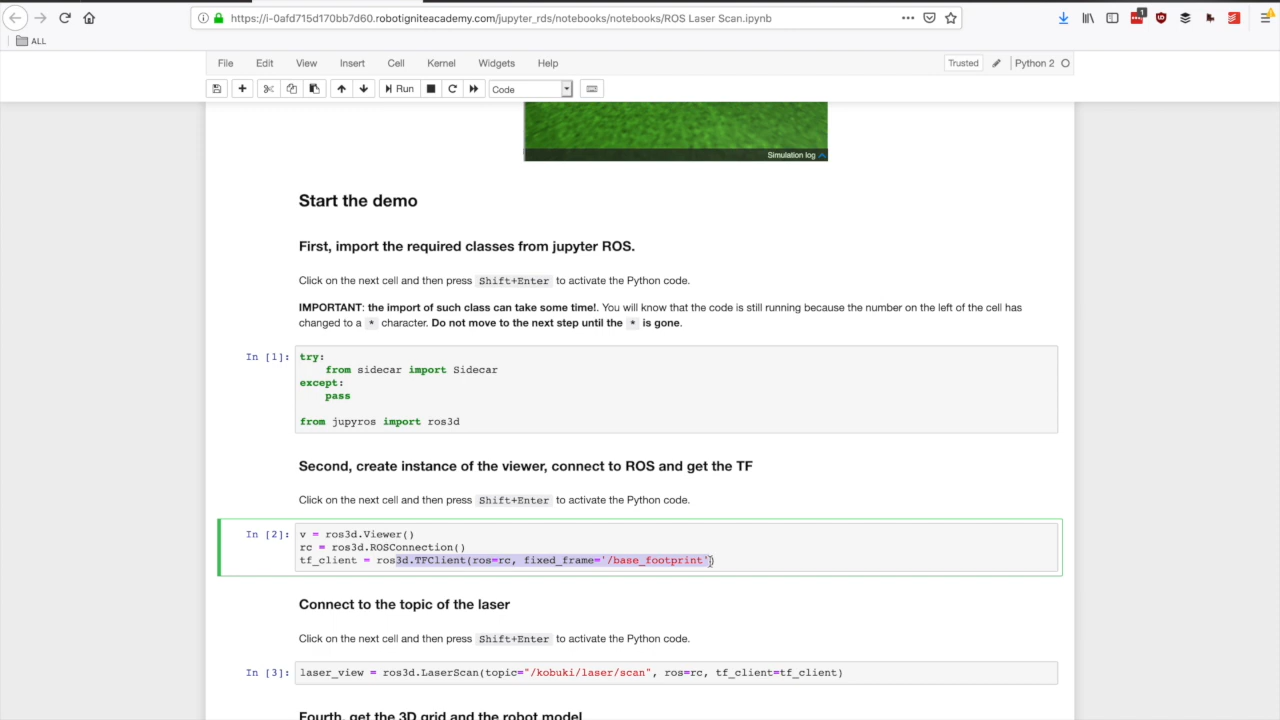 https://i-0afd715d170bb7d60.robotigniteacademy.com/jupyter_rds/notebooks/notebooks/ROS Laser Scan.ipynb
1
ALL
File Edit View Insert Cell Kernel Widgets Help Trusted Python 2
Run Code
Simulation log
Start the demo
First, import the required classes from jupyter ROS.
Click on the next cell and then press Shift+Enter to activate the Python code.
IMPORTANT: the import of such class can take some time!. You will know that the code is still running because the number on the left of the cell has
changed to a * character. Do not move to the next step until the * is gone.
In [1]: try:
from sidecar import Sidecar
except:
pass
from jupyros import ros3d
Second, create instance of the viewer, connect to ROS and get the TF
Click on the next cell and then press Shift+Enter to activate the Python code.
In [2]: v = ros3d.Viewer()
rc = ros3d.ROSConnection()
tf_client = ros3d.TFClient(ros=rc, fixed_frame='/base_footprint')
Connect to the topic of the laser
Click on the next cell and then press Shift+Enter to activate the Python code.
In [3]: laser_view = ros3d.LaserScan(topic="/kobuki/laser/scan", ros=rc, tf_client=tf_client)
Fourth, get the 3D grid and the robot model